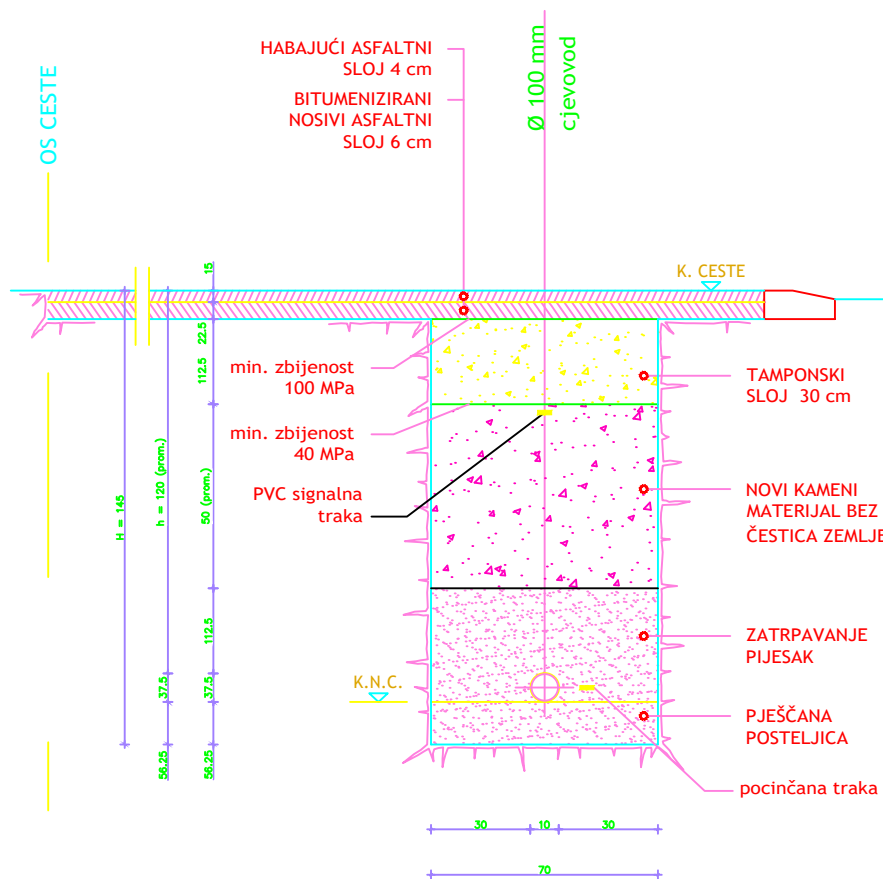 HABAJUĆI ASFALTNI
SLOJ 4 cm
BITUMENIZIRANI
NOSIVI ASFALTNI
SLOJ 6 cm
Ø 100 mm
cjevovod
OS CESTE
K. CESTE
15
22.5
112.5
50 (prom.)
112.5
37.5
56.25
h = 120 (prom.)
37.5
56.25
H = 145
min. zbijenost
100 MPa
min. zbijenost
40 MPa
PVC signalna
traka
K.N.C.
TAMPONSKI
SLOJ 30 cm
NOVI KAMENI
MATERIJAL BEZ
ČESTICA ZEMLJE
ZATRPAVANJE
PIJESAK
PJEŠČANA
POSTELJICA
pocinčana traka
30
10
30
70